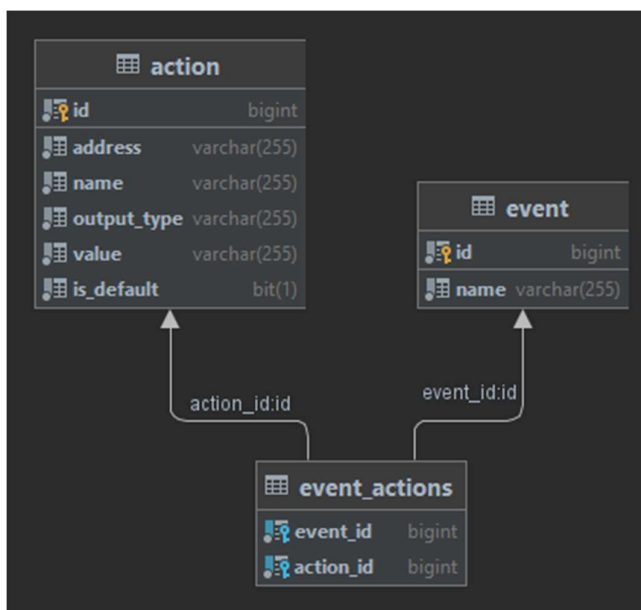 action
id bigint
address varchar(255)
name varchar(255)
output_type varchar(255)
value varchar(255)
is_default bit(1)
event
id bigint
name varchar(255)
action_id:id
event_id:id
event_actions
event_id bigint
action_id bigint